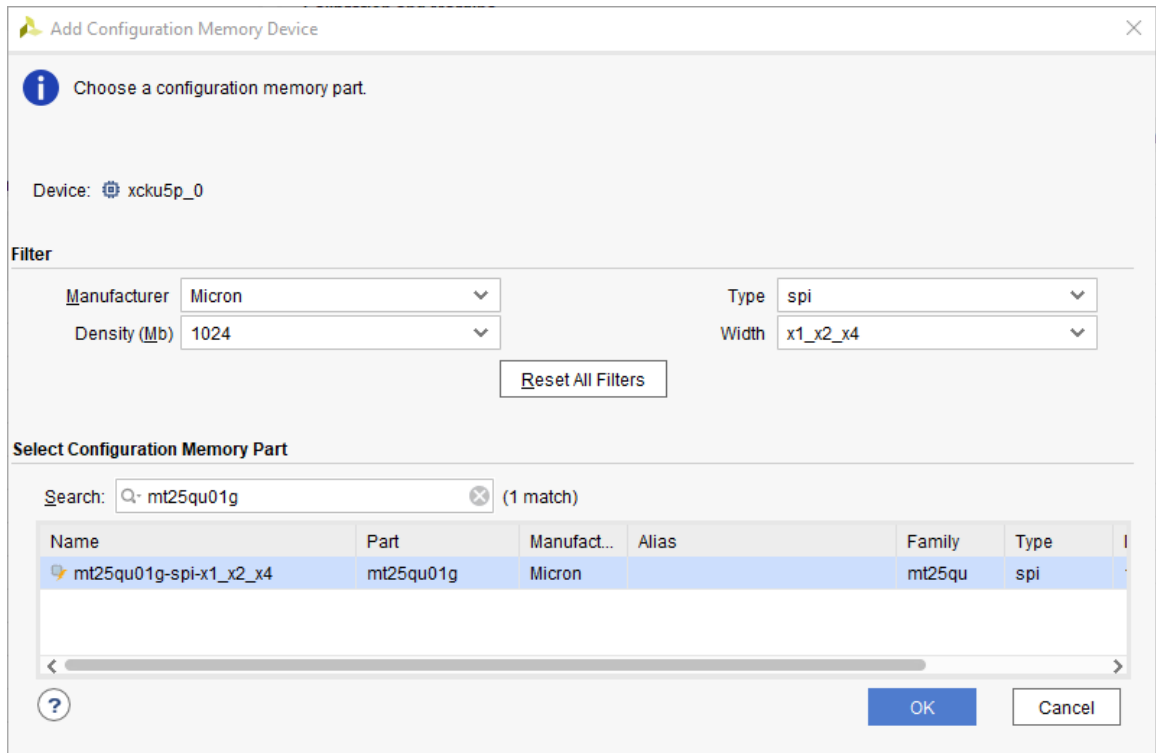 Add Configuration Memory Device
Choose a configuration memory part.
Device: xcku5p_0
Filter
Manufacturer Micron Type spi
Density (Mb) 1024 Width x1_x2_x4
Reset All Filters
Select Configuration Memory Part
Search: mt25qu01g (1 match)
Name Part Manufact... Alias Family Type
mt25qu01g-spi-x1_x2_x4 mt25qu01g Micron mt25qu spi
? OK Cancel